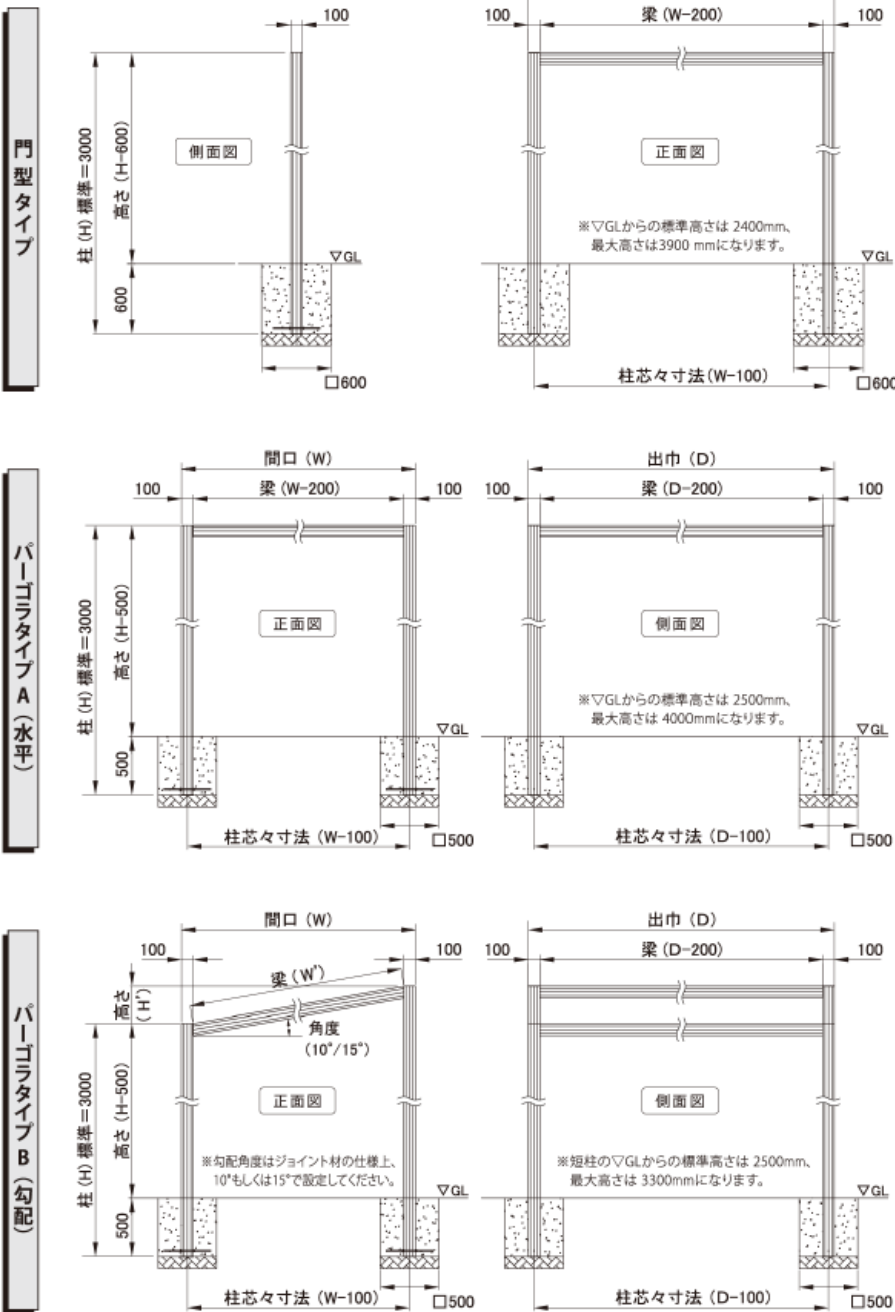 門型タイプ
100
柱(H) 標準=3000
高さ(H-600)
側面図
▽GL
600
□600
100
梁(W-200)
100
正面図
※▽GLからの標準高さは 2400mm、
最大高さは3900 mmになります。
▽GL
柱芯々寸法(W-100)
□600
パーゴラタイプ A(水平)
間口(W)
100
梁(W-200)
100
柱(H) 標準=3000
高さ(H-500)
正面図
▽GL
500
柱芯々寸法(W-100)
□500
出巾(D)
100
梁(D-200)
100
側面図
※▽GLからの標準高さは 2500mm、
最大高さは 4000mmになります。
▽GL
柱芯々寸法(D-100)
□500
パーゴラタイプ B(勾配)
間口(W)
100
梁(W')
100
高さ
(H')
角度
(10°/15°)
柱(H) 標準=3000
高さ(H-500)
正面図
※勾配角度はジョイント材の仕様上、
10°もしくは15°で設定してください。
▽GL
500
柱芯々寸法(W-100)
□500
出巾(D)
100
梁(D-200)
100
側面図
※短柱の▽GLからの標準高さは 2500mm、
最大高さは 3300mmになります。
▽GL
柱芯々寸法(D-100)
□500